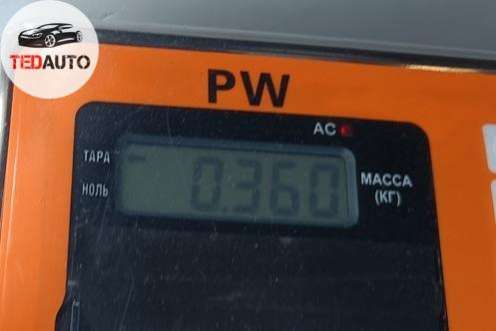 TEDAUTO
PW
AC
ТАРА
0.360
НОЛЬ
МАССА
(КГ)